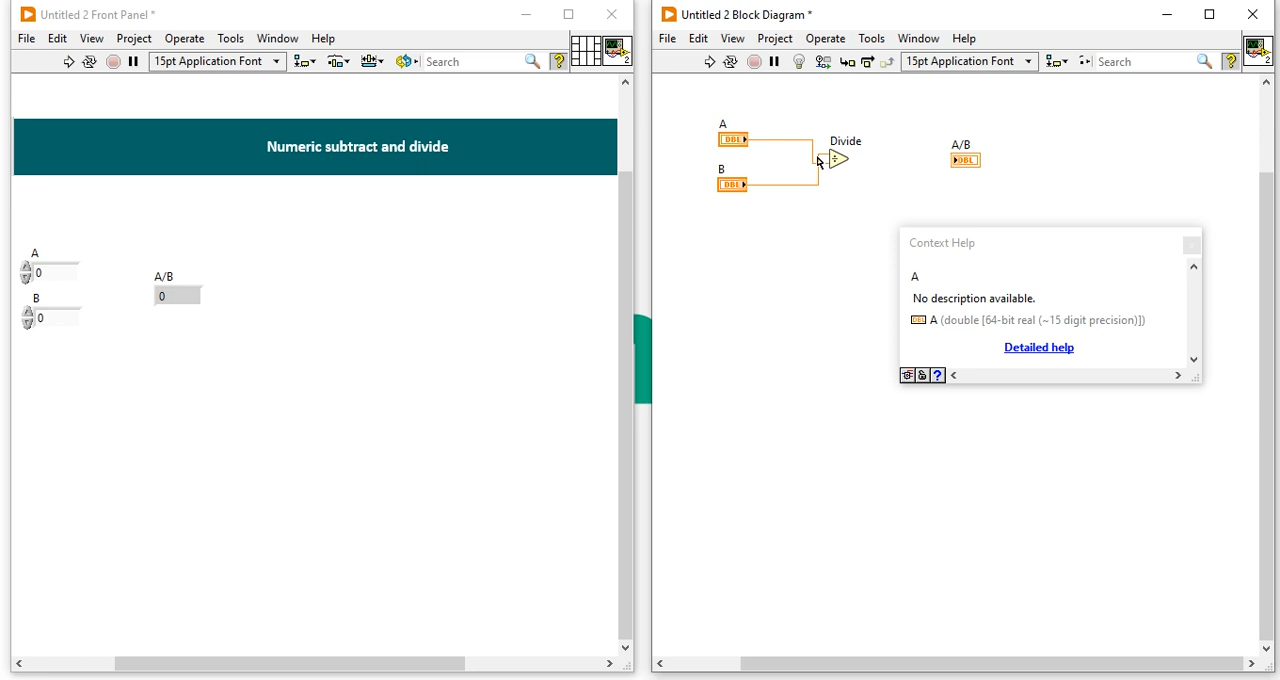 Untitled 2 Front Panel *
File Edit View Project Operate Tools Window Help
15pt Application Font
Search
?
2
Numeric subtract and divide
A
0
B
0
A/B
0
Untitled 2 Block Diagram *
File Edit View Project Operate Tools Window Help
15pt Application Font
Search
?
2
A
DBL
B
DBL
Divide
÷
A/B
DBL
Context Help
A
No description available.
DBL A (double [64-bit real (~15 digit precision)])
Detailed help
?